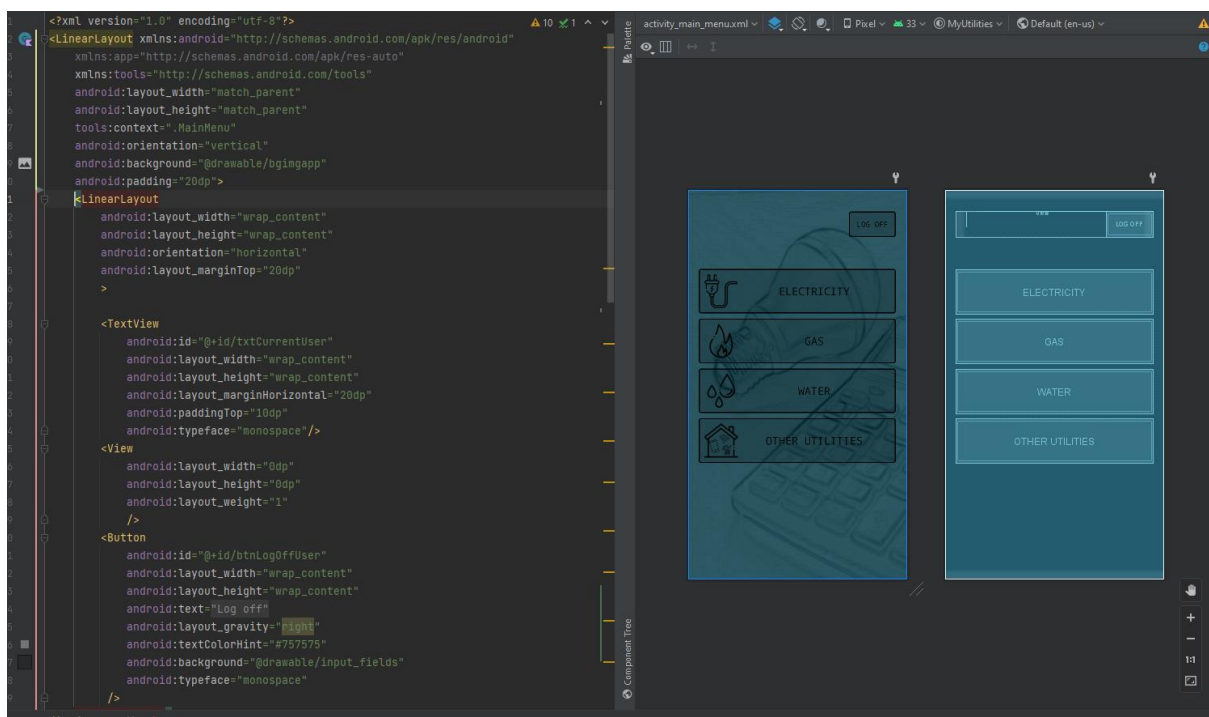 <?xml version="1.0" encoding="utf-8"?>
10 1
<LinearLayout xmlns:android="http://schemas.android.com/apk/res/android"
xmlns:app="http://schemas.android.com/apk/res-auto"
xmlns:tools="http://schemas.android.com/tools"
android:layout_width="match_parent"
android:layout_height="match_parent"
tools:context=".MainMenu"
android:orientation="vertical"
android:background="@drawable/bgimgapp"
android:padding="20dp">
<LinearLayout
android:layout_width="wrap_content"
android:layout_height="wrap_content"
android:orientation="horizontal"
android:layout_marginTop="20dp"
>
<TextView
android:id="@+id/txtCurrentUser"
android:layout_width="wrap_content"
android:layout_height="wrap_content"
android:layout_marginHorizontal="20dp"
android:paddingTop="10dp"
android:typeface="monospace"/>
<View
android:layout_width="0dp"
android:layout_height="0dp"
android:layout_weight="1"
/>
<Button
android:id="@+id/btnLogOffUser"
android:layout_width="wrap_content"
android:layout_height="wrap_content"
android:text="Log off"
android:layout_gravity="right"
android:textColorHint="#757575"
android:background="@drawable/input_fields"
android:typeface="monospace"
/>
Palette
Component Tree
activity_main_menu.xml Pixel 33 MyUtilities Default (en-us)
LOG OFF
ELECTRICITY
GAS
WATER
OTHER UTILITIES
VIEW
LOG OFF
ELECTRICITY
GAS
WATER
OTHER UTILITIES
1:1